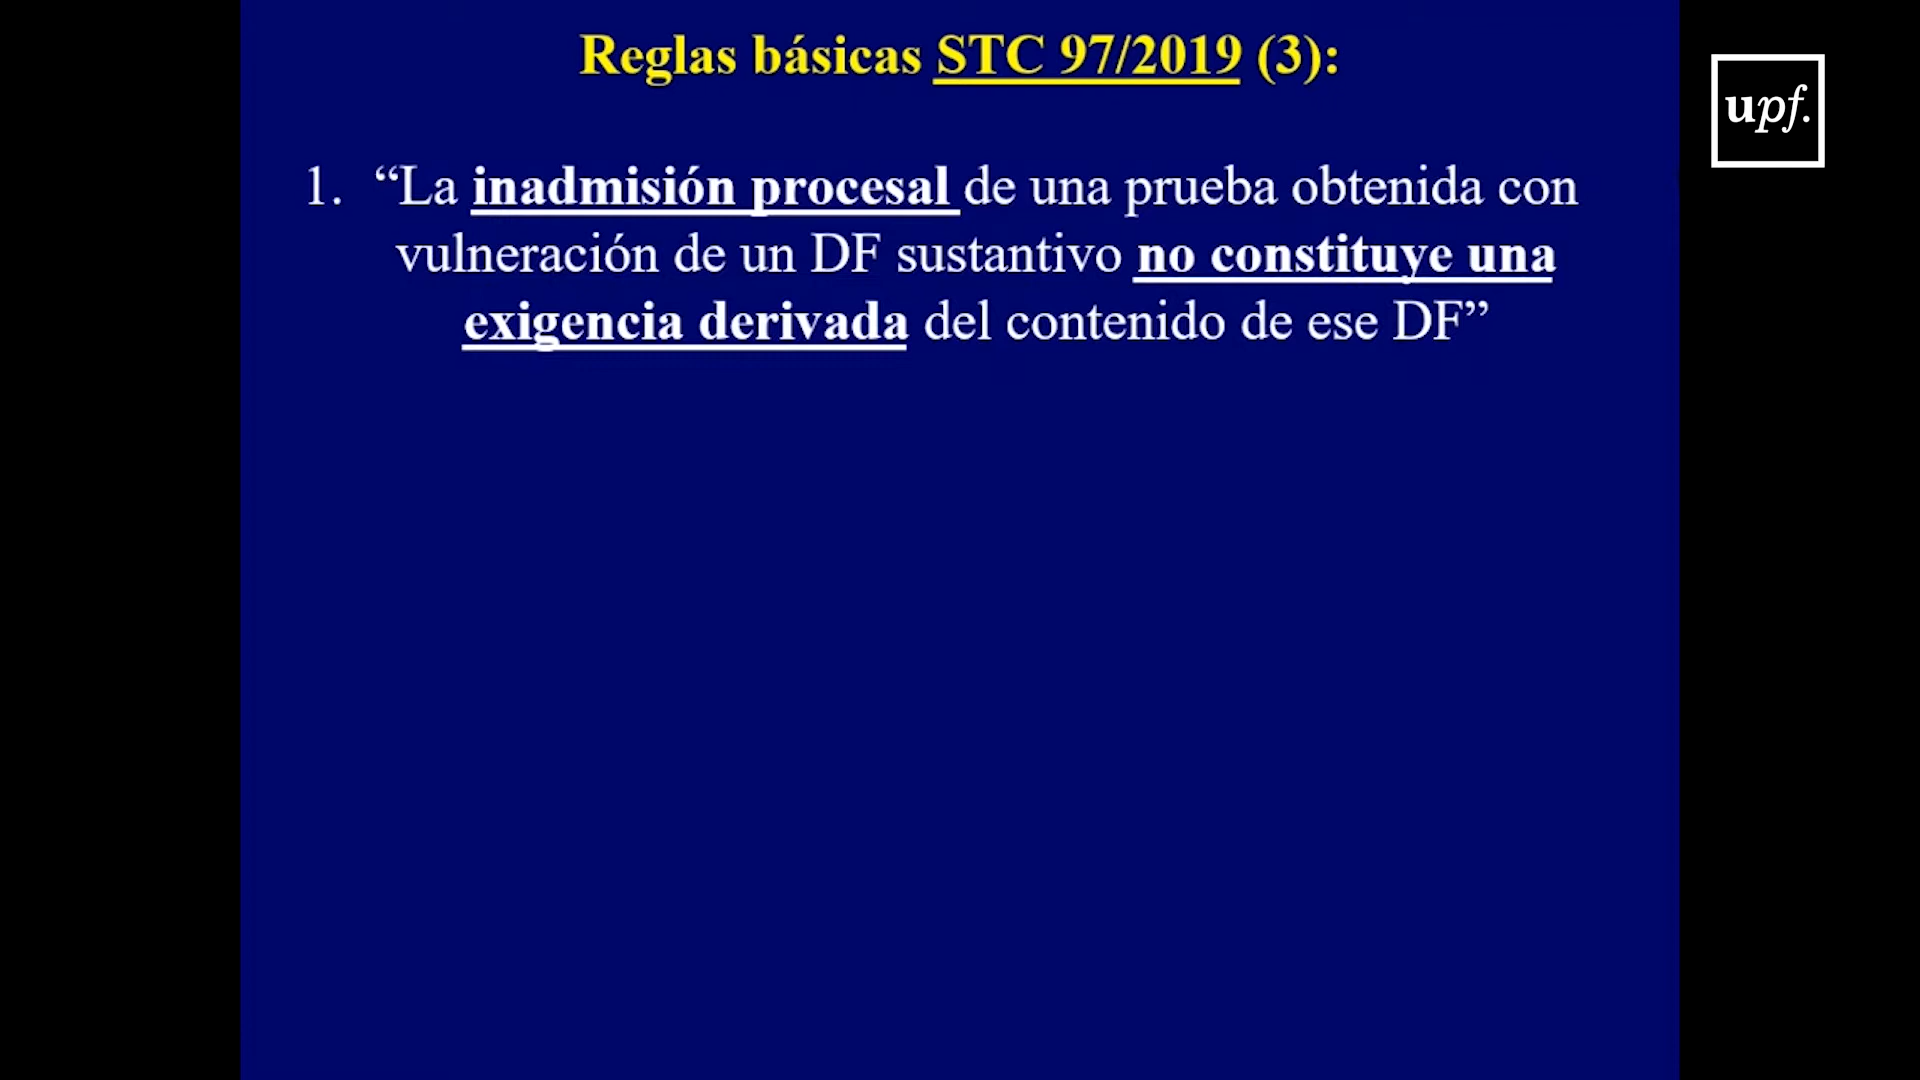 Reglas básicas STC 97/2019 (3):
upf.
1. “La inadmisión procesal de una prueba obtenida con
vulneración de un DF sustantivo no constituye una
exigencia derivada del contenido de ese DF”